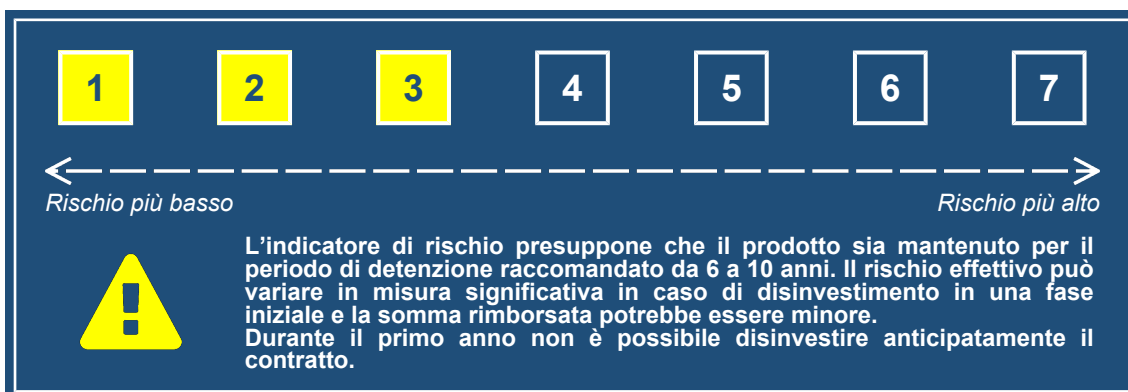 1 2 3 4 5 6 7
Rischio più basso Rischio più alto
L’indicatore di rischio presuppone che il prodotto sia mantenuto per il
periodo di detenzione raccomandato da 6 a 10 anni. Il rischio effettivo può
variare in misura significativa in caso di disinvestimento in una fase
iniziale e la somma rimborsata potrebbe essere minore.
Durante il primo anno non è possibile disinvestire anticipatamente il
contratto.